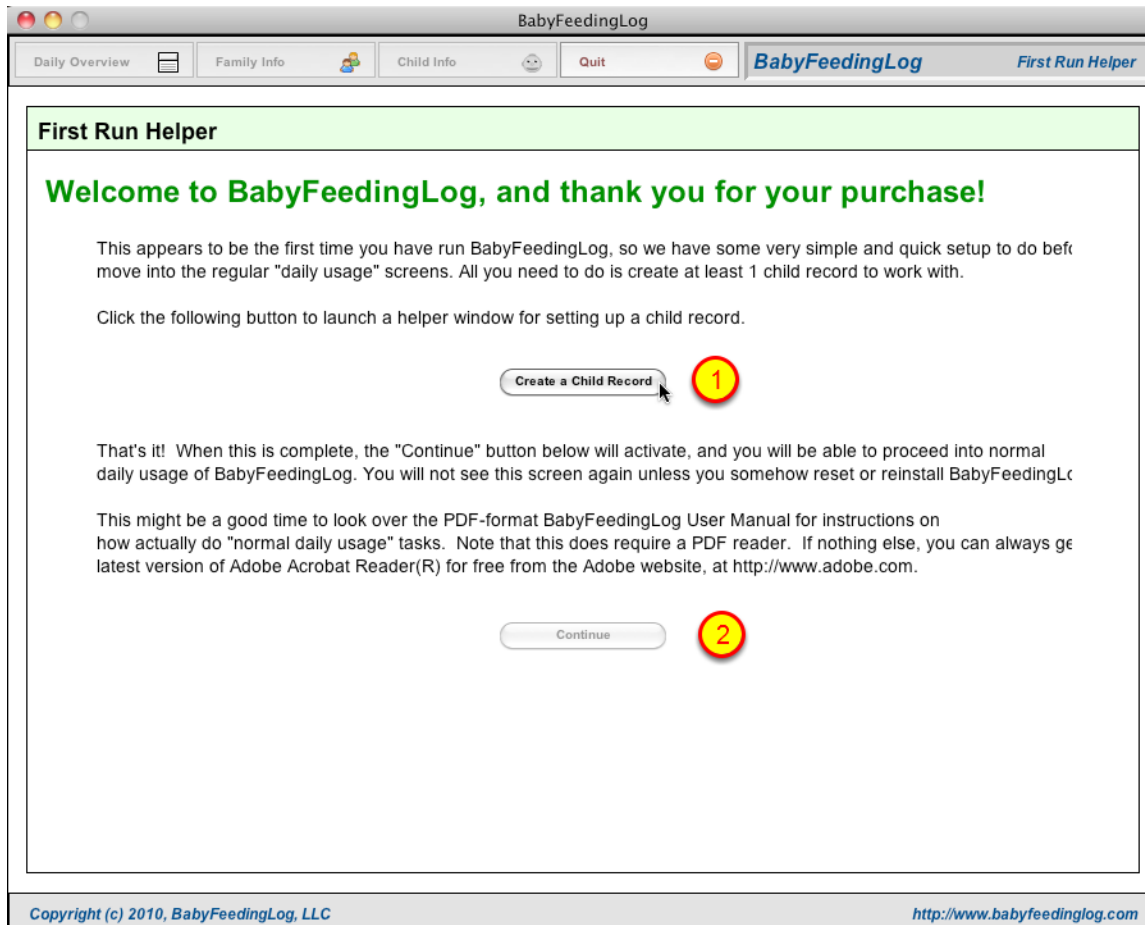 BabyFeedingLog
Daily Overview Family Info Child Info Quit BabyFeedingLog First Run Helper
First Run Helper
Welcome to BabyFeedingLog, and thank you for your purchase!
This appears to be the first time you have run BabyFeedingLog, so we have some very simple and quick setup to do befo
move into the regular "daily usage" screens. All you need to do is create at least 1 child record to work with.
Click the following button to launch a helper window for setting up a child record.
Create a Child Record 1
That's it! When this is complete, the "Continue" button below will activate, and you will be able to proceed into normal
daily usage of BabyFeedingLog. You will not see this screen again unless you somehow reset or reinstall BabyFeedingLo
This might be a good time to look over the PDF-format BabyFeedingLog User Manual for instructions on
how actually do "normal daily usage" tasks. Note that this does require a PDF reader. If nothing else, you can always ge
latest version of Adobe Acrobat Reader(R) for free from the Adobe website, at http://www.adobe.com.
Continue 2
Copyright (c) 2010, BabyFeedingLog, LLC http://www.babyfeedinglog.com